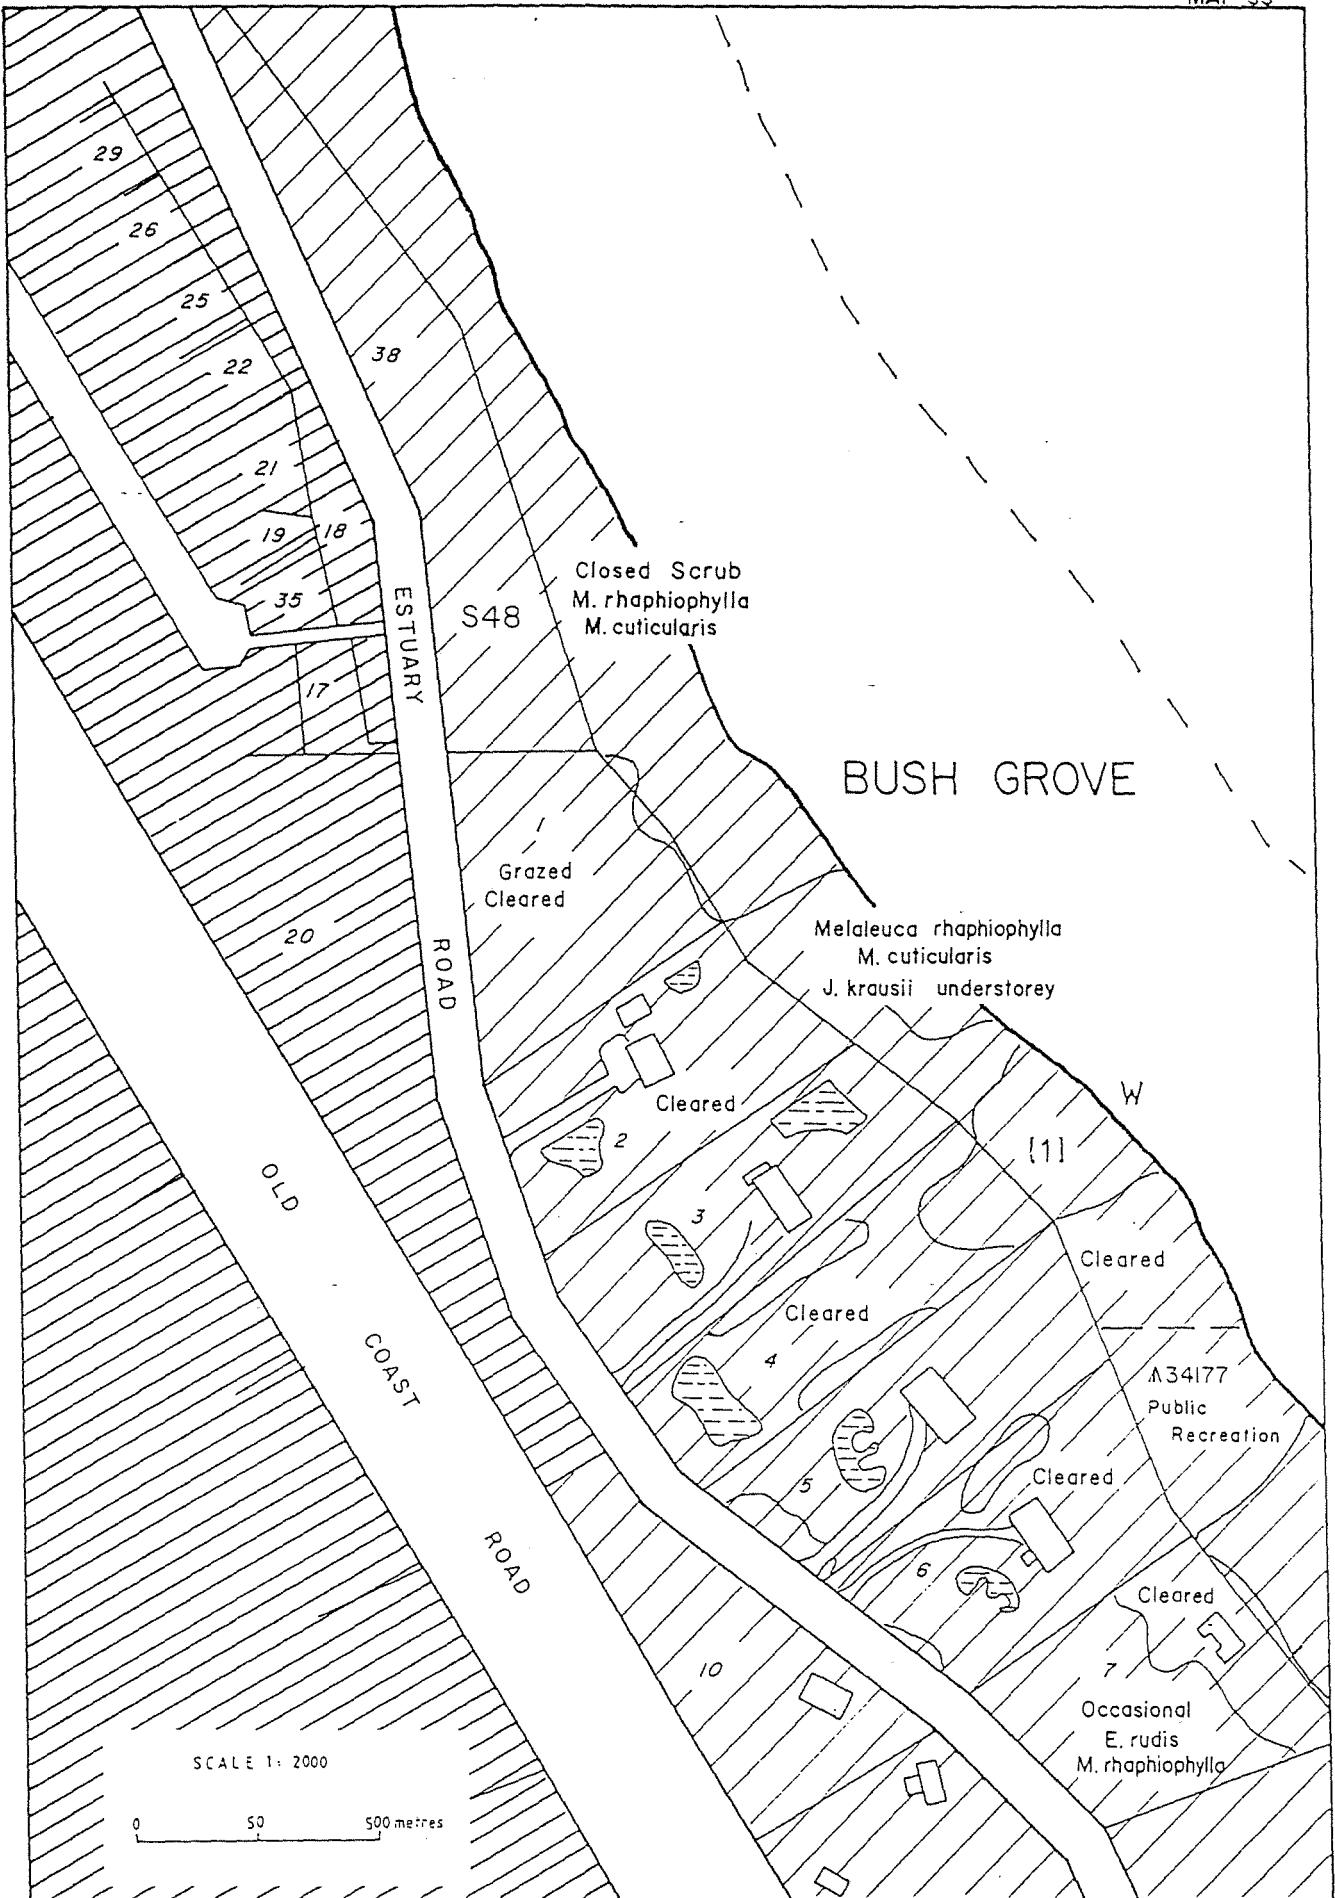 MAP 33
29
26
25
22
38
21
19
18
35
ESTUARY
S48
Closed Scrub
M. rhaphiophylla
M. cuticularis
17
BUSH GROVE
1
Grazed
Cleared
20
ROAD
Melaleuca rhaphiophylla
M. cuticularis
J. krausii understorey
W
Cleared
2
[1]
OLD
3
Cleared
Cleared
COAST
4
A34177
Public
Recreation
5
Cleared
ROAD
6
Cleared
10
7
Occasional
E. rudis
M. rhaphiophylla
SCALE 1: 2000
0 50 500 metres